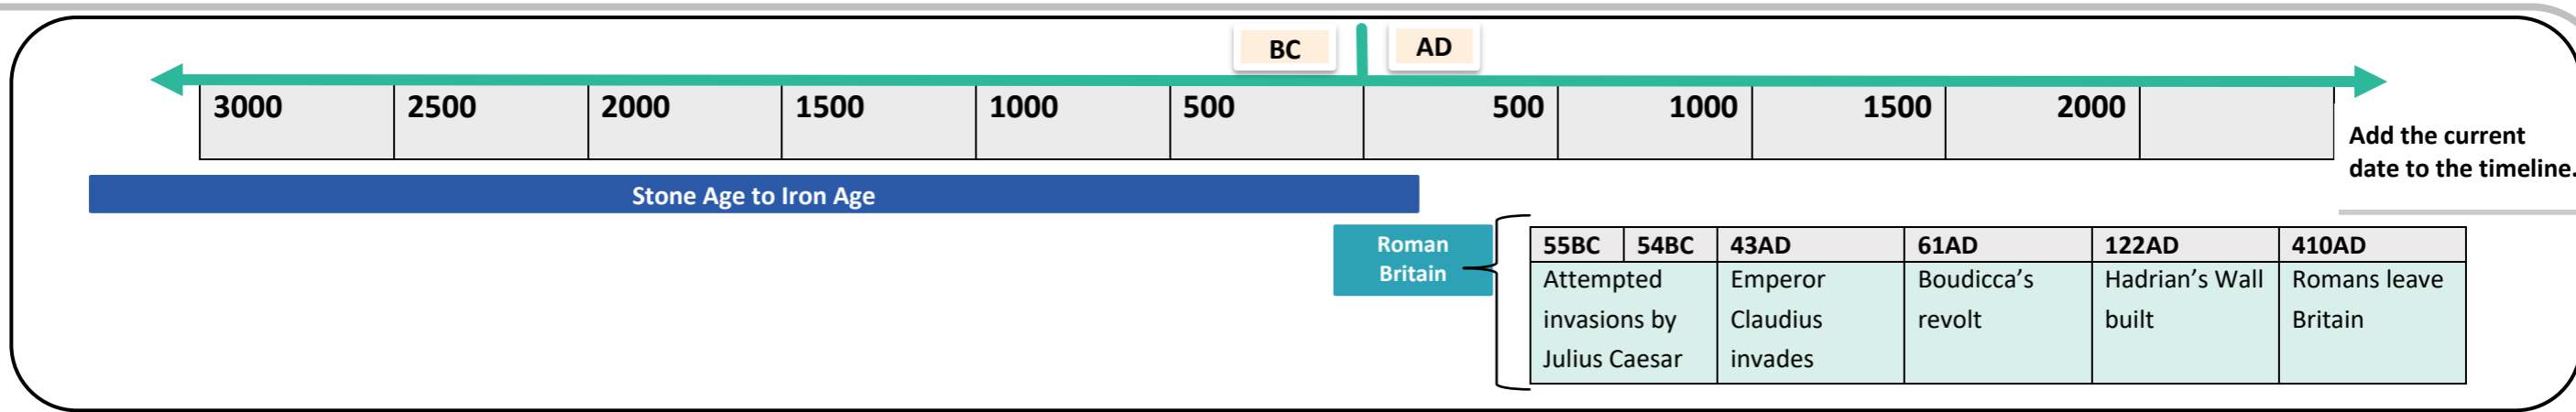 BC AD
3000 2500 2000 1500 1000 500 500 1000 1500 2000
Add the current
date to the timeline.
Stone Age to Iron Age
Roman
Britain
55BC 54BC 43AD 61AD 122AD 410AD
Attempted Emperor Boudicca’s Hadrian’s Wall Romans leave
invasions by Claudius revolt built Britain
Julius Caesar invades